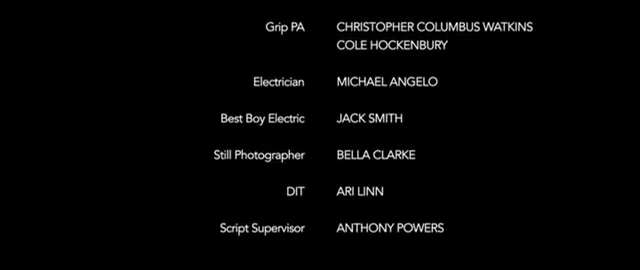 Grip PA CHRISTOPHER COLUMBUS WATKINS
COLE HOCKENBURY
Electrician MICHAEL ANGELO
Best Boy Electric JACK SMITH
Still Photographer BELLA CLARKE
DIT ARI LINN
Script Supervisor ANTHONY POWERS